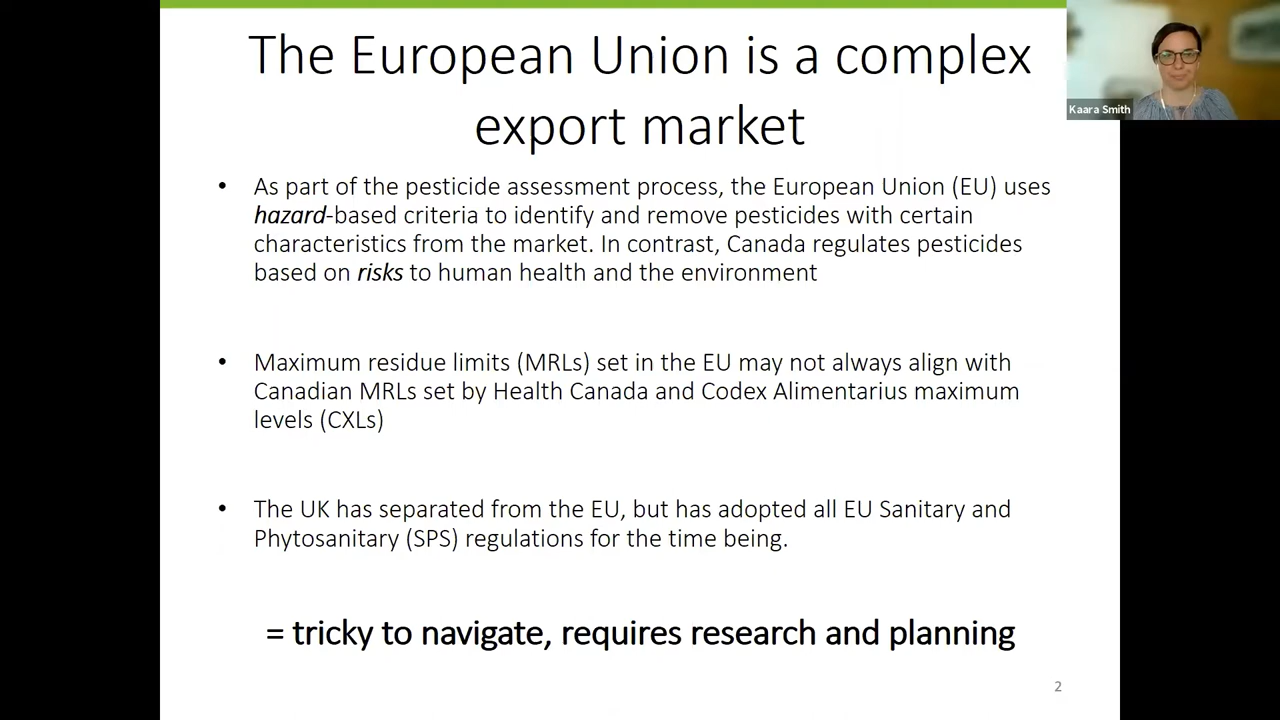 The European Union is a complex
export market
Kaara Smith
• As part of the pesticide assessment process, the European Union (EU) uses
hazard-based criteria to identify and remove pesticides with certain
characteristics from the market. In contrast, Canada regulates pesticides
based on risks to human health and the environment
• Maximum residue limits (MRLs) set in the EU may not always align with
Canadian MRLs set by Health Canada and Codex Alimentarius maximum
levels (CXLs)
• The UK has separated from the EU, but has adopted all EU Sanitary and
Phytosanitary (SPS) regulations for the time being.
= tricky to navigate, requires research and planning
2